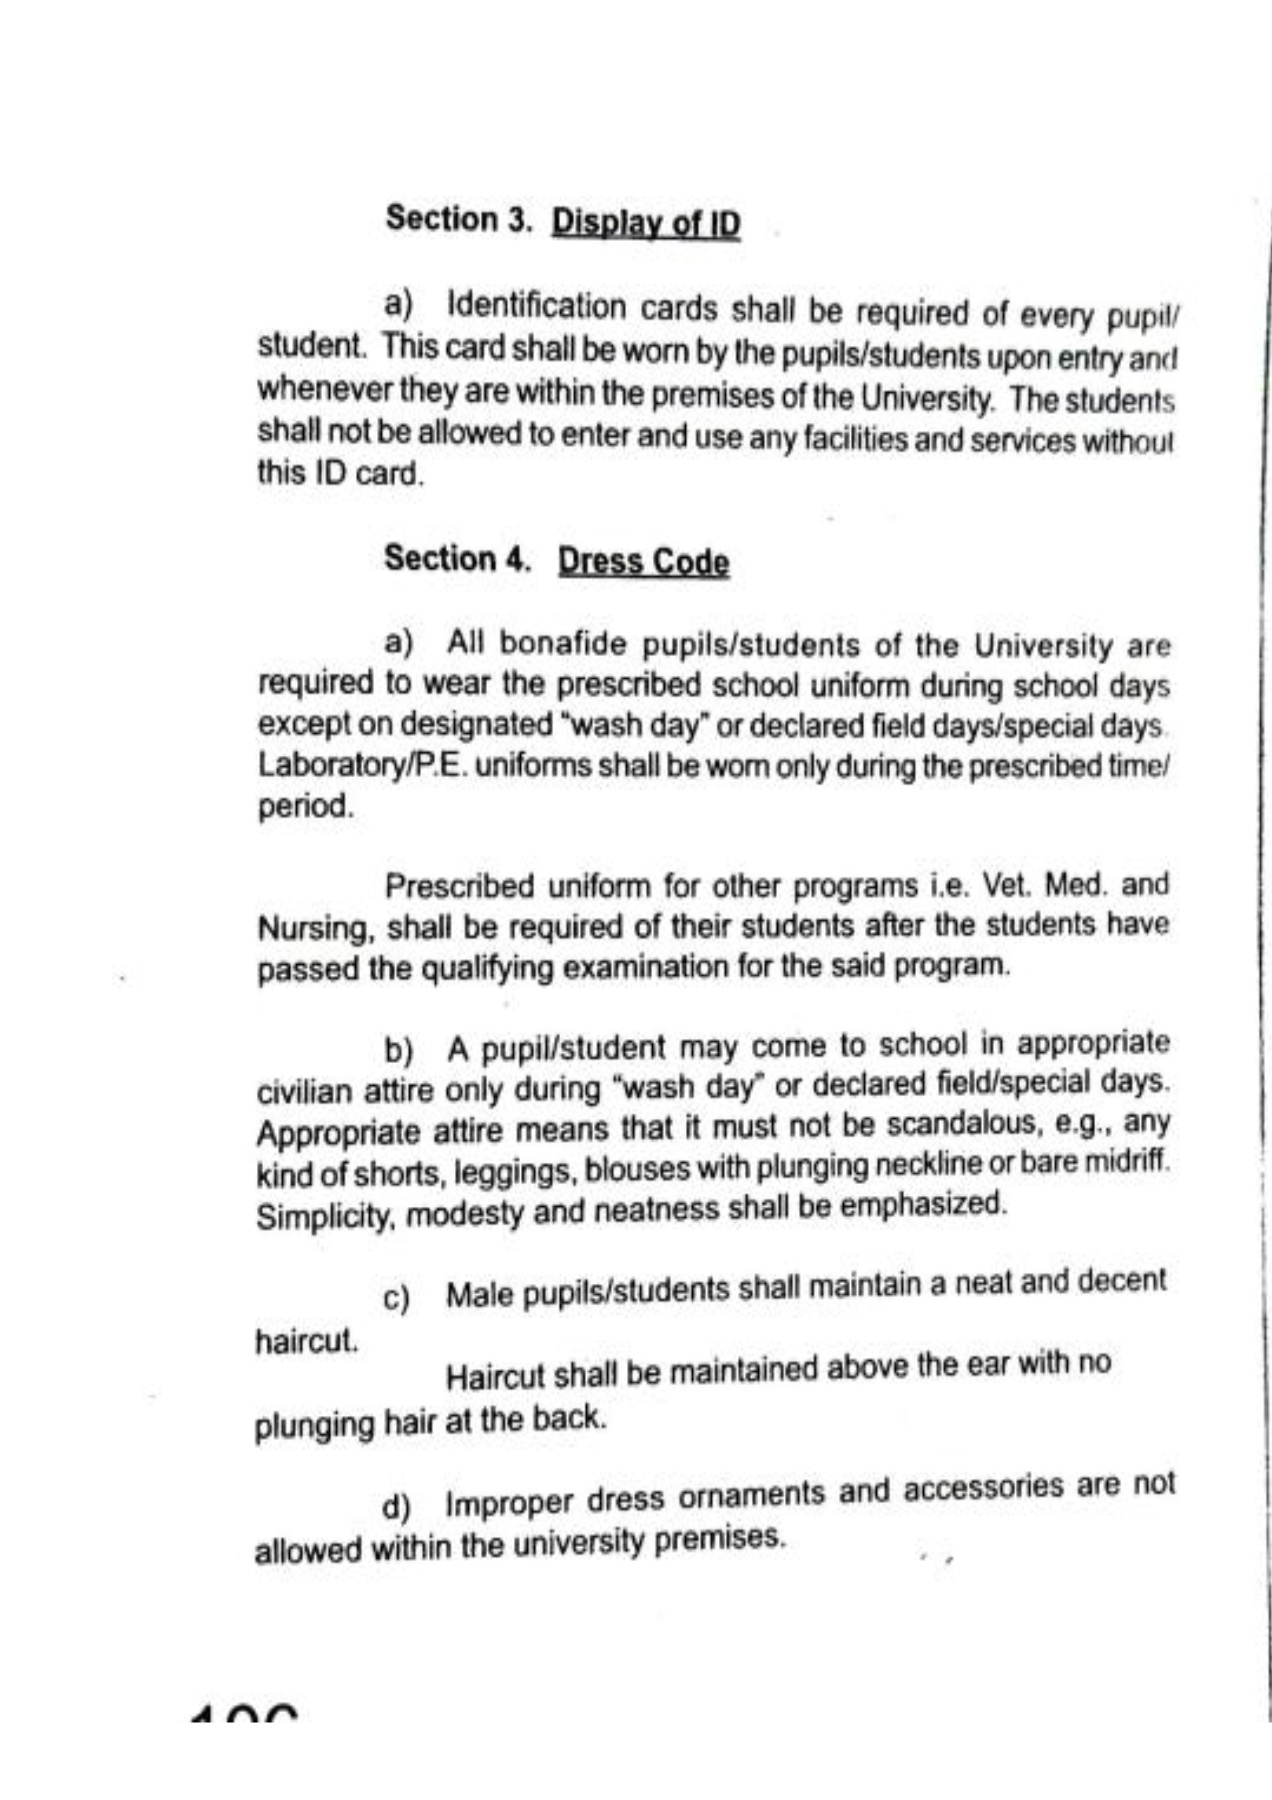 Section 3. Display of ID
a) Identification cards shall be required of every pupil/
student. This card shall be worn by the pupils/students upon entry and
whenever they are within the premises of the University. The students
shall not be allowed to enter and use any facilities and services without
this ID card.
Section 4. Dress Code
a) All bonafide pupils/students of the University are
required to wear the prescribed school uniform during school days
except on designated "wash day" or declared field days/special days.
Laboratory/P.E. uniforms shall be worn only during the prescribed time/
period.
Prescribed uniform for other programs i.e. Vet. Med. and
Nursing, shall be required of their students after the students have
passed the qualifying examination for the said program.
b) A pupil/student may come to school in appropriate
civilian attire only during "wash day" or declared field/special days.
Appropriate attire means that it must not be scandalous, e.g., any
kind of shorts, leggings, blouses with plunging neckline or bare midriff.
Simplicity, modesty and neatness shall be emphasized.
c) Male pupils/students shall maintain a neat and decent
haircut.
Haircut shall be maintained above the ear with no
plunging hair at the back.
d) Improper dress ornaments and accessories are not
allowed within the university premises.